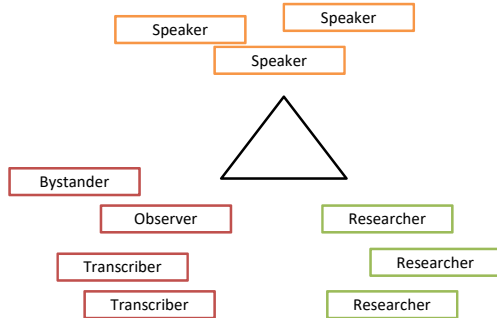 Speaker
Speaker
Speaker
Bystander
Observer
Researcher
Transcriber
Researcher
Transcriber
Researcher